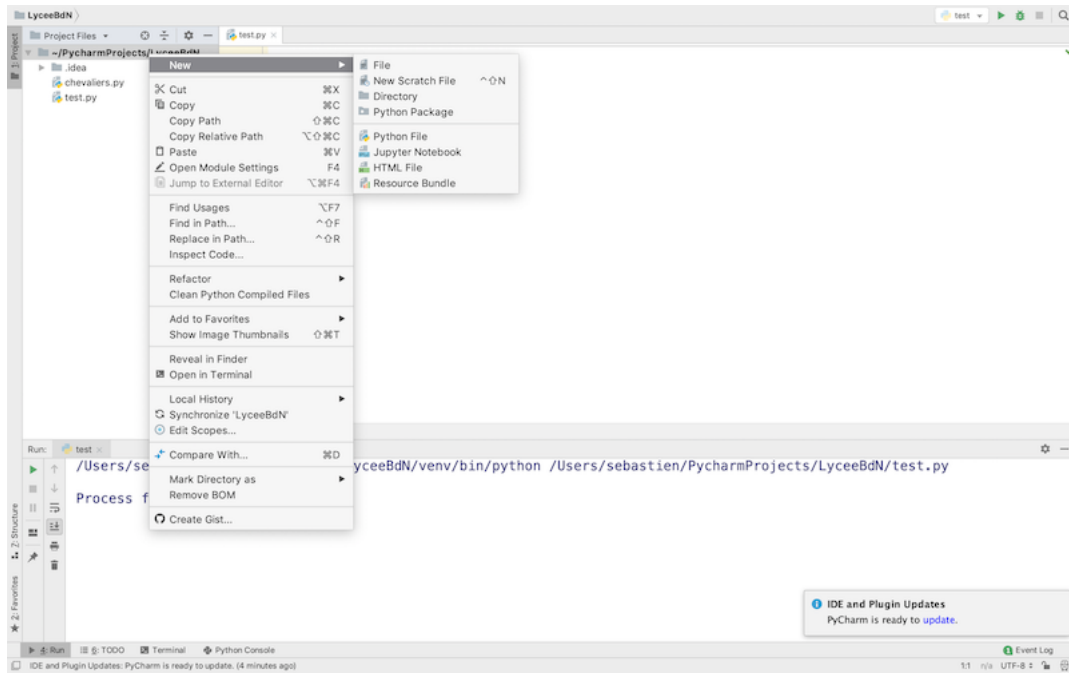 LyceeBdN
test
Project Files
test.py
1: Project
~/PycharmProjects/LyceeBdN
.idea
chevaliers.py
test.py
New
Cut ⌘X
Copy ⌘C
Copy Path ⇧⌘C
Copy Relative Path ⌥⇧⌘C
Paste ⌘V
Open Module Settings F4
Jump to External Editor ⌥⌘F4
Find Usages ⌥F7
Find in Path... ^⇧F
Replace in Path... ^⇧R
Inspect Code...
Refactor
Clean Python Compiled Files
Add to Favorites
Show Image Thumbnails ⇧⌘T
Reveal in Finder
Open in Terminal
Local History
Synchronize 'LyceeBdN'
Edit Scopes...
Compare With... ⌘D
Mark Directory as
Remove BOM
Create Gist...
File
New Scratch File ^⇧N
Directory
Python Package
Python File
Jupyter Notebook
HTML File
Resource Bundle
Run: test
/Users/se yceeBdN/venv/bin/python /Users/sebastien/PycharmProjects/LyceeBdN/test.py
Process f
Z: Structure
2: Favorites
IDE and Plugin Updates
PyCharm is ready to update.
4: Run
6: TODO
Terminal
Python Console
Event Log
IDE and Plugin Updates: PyCharm is ready to update. (4 minutes ago)
1:1 n/a UTF-8